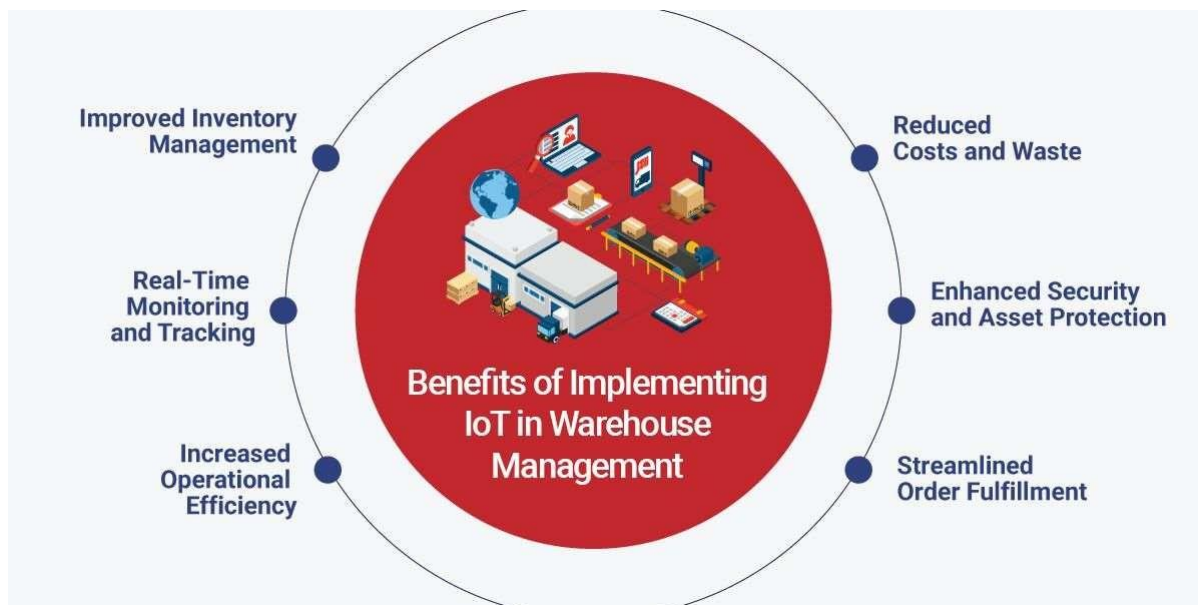 Improved Inventory
Management
Real-Time
Monitoring
and Tracking
Increased
Operational
Efficiency
Benefits of Implementing
IoT in Warehouse
Management
Reduced
Costs and Waste
Enhanced Security
and Asset Protection
Streamlined
Order Fulfillment